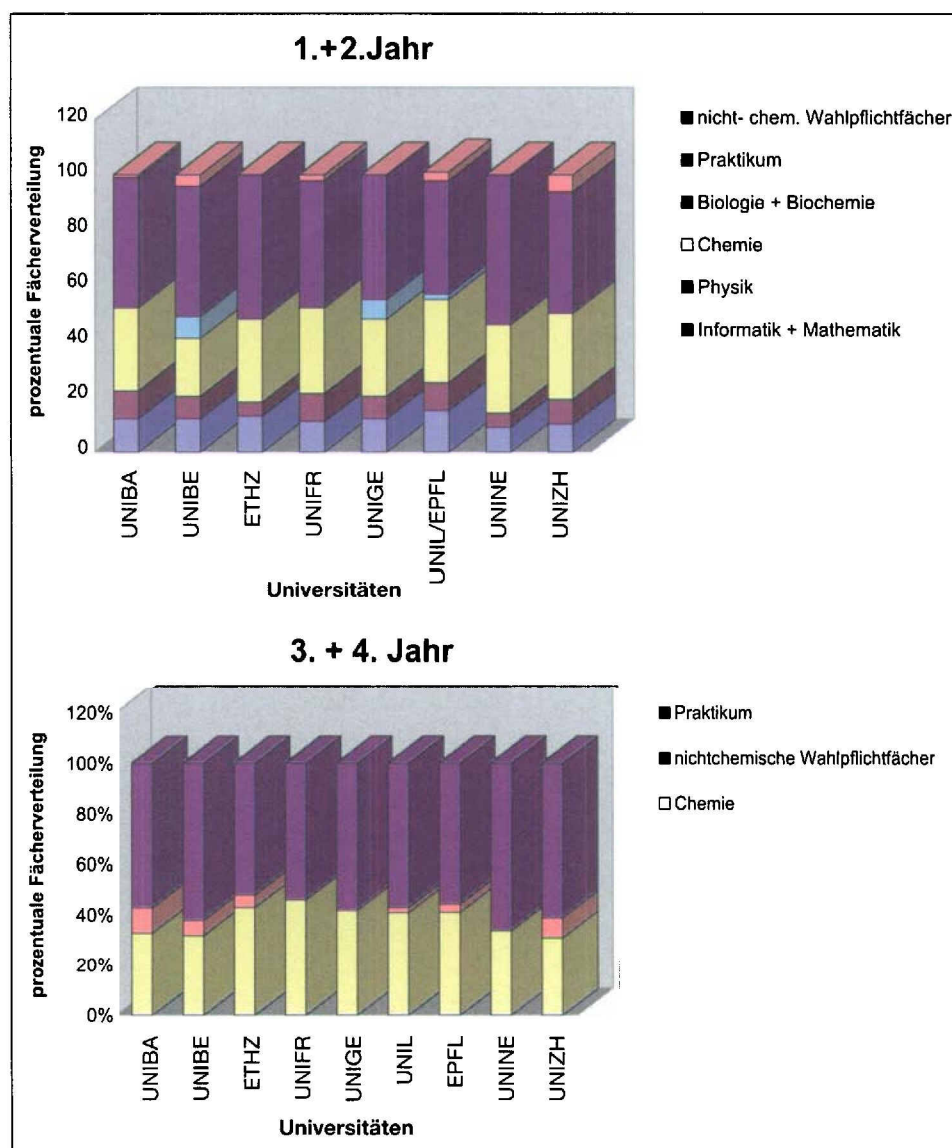 1.+2.Jahr
prozentuale Fächerverteilung
120
100
80
60
40
20
0
UNIBA
UNIBE
ETHZ
UNIFR
UNIGE
UNIL/EPFL
UNINE
UNIZH
Universitäten
nicht- chem. Wahlpflichtfächer
Praktikum
Biologie + Biochemie
Chemie
Physik
Informatik + Mathematik
3. + 4. Jahr
prozentuale Fächerverteilung
120%
100%
80%
60%
40%
20%
0%
UNIBA
UNIBE
ETHZ
UNIFR
UNIGE
UNIL
EPFL
UNINE
UNIZH
Universitäten
Praktikum
nichtchemische Wahlpflichtfächer
Chemie